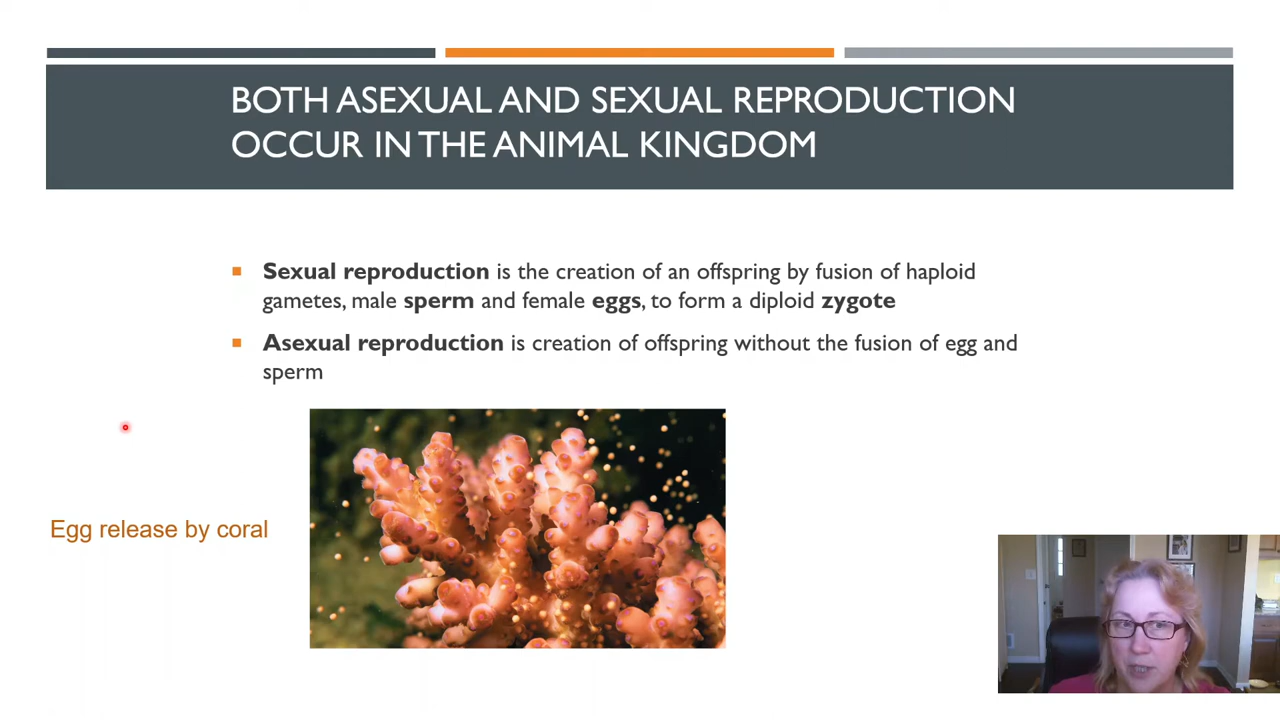 BOTH ASEXUAL AND SEXUAL REPRODUCTION
OCCUR IN THE ANIMAL KINGDOM
Sexual reproduction is the creation of an offspring by fusion of haploid
gametes, male sperm and female eggs, to form a diploid zygote
Asexual reproduction is creation of offspring without the fusion of egg and
sperm
Egg release by coral